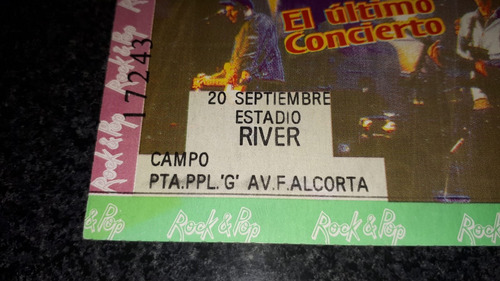 El último
Concierto
20 SEPTIEMBRE
ESTADIO
RIVER
CAMPO
PTA.PPL.'G' AV.F.ALCORTA
17243
Rock & Pop
Rock & Pop
Rock & Pop
Rock & Pop
Rock & Pop
Rock & Pop